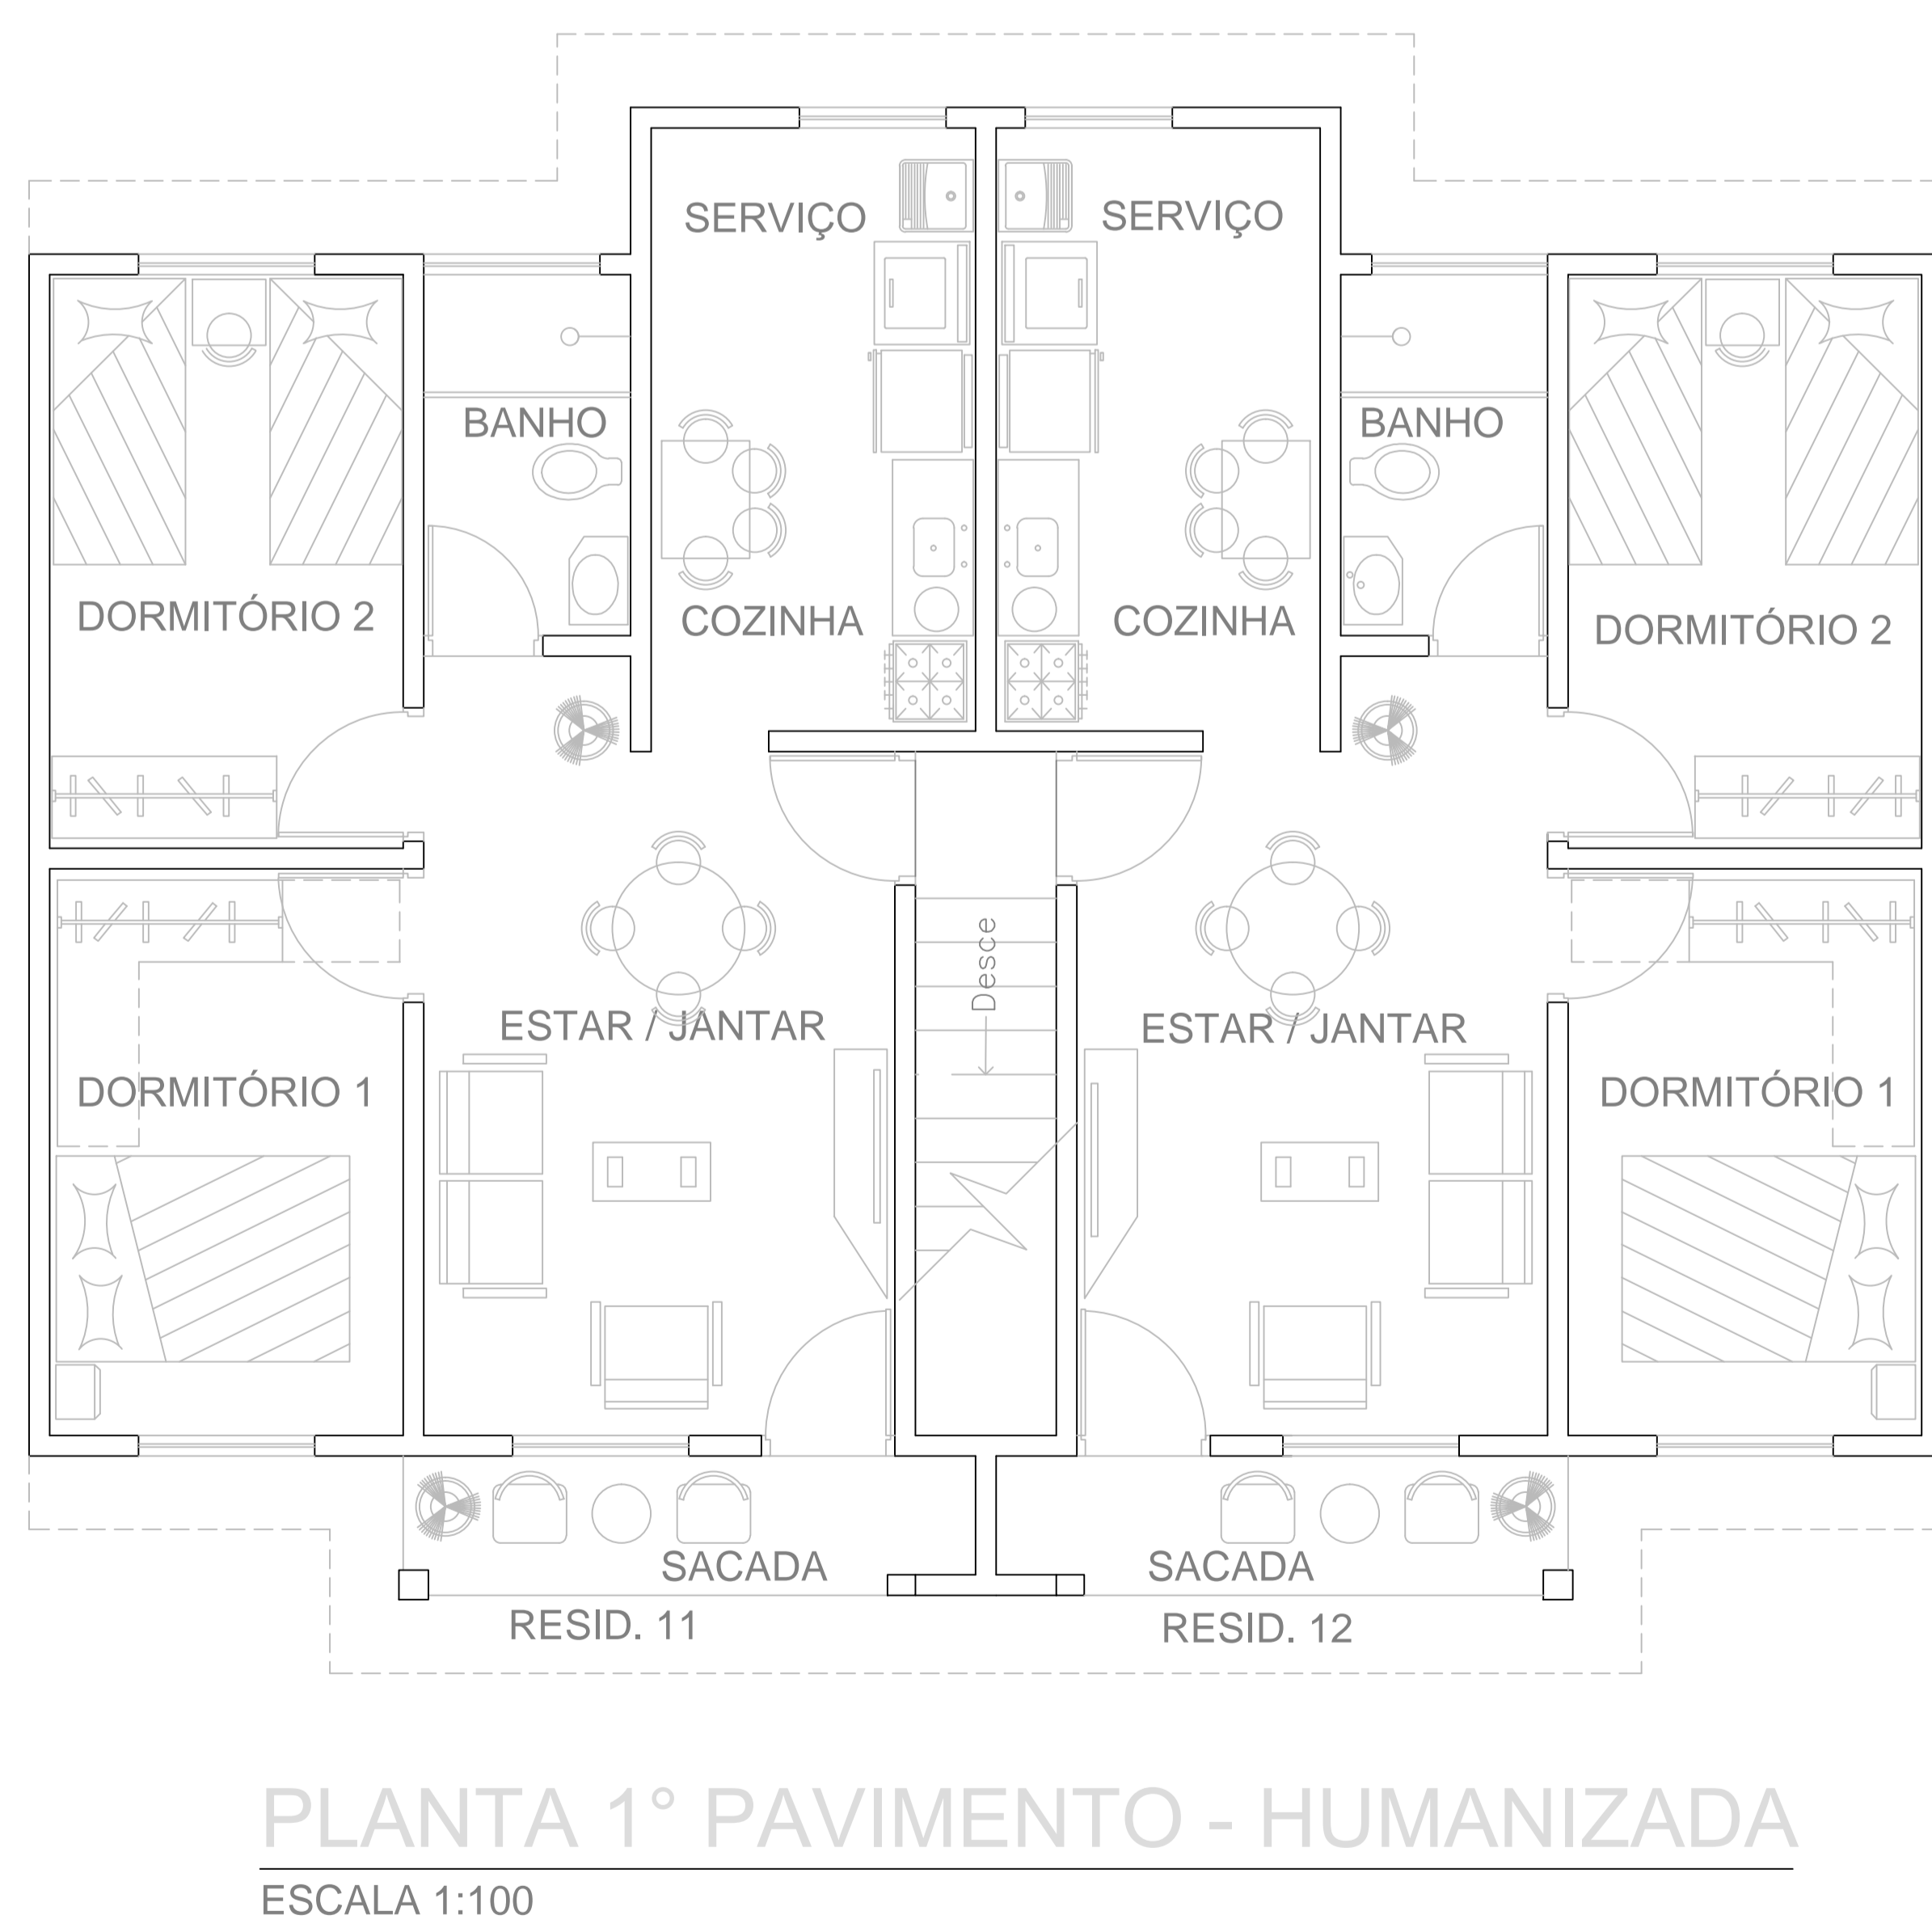 SERVIÇO
SERVIÇO
BANHO
BANHO
DORMITÓRIO 2
COZINHA
COZINHA
DORMITÓRIO 2
Desce
ESTAR / JANTAR
ESTAR / JANTAR
DORMITÓRIO 1
DORMITÓRIO 1
SACADA
SACADA
RESID. 11
RESID. 12
PLANTA 1° PAVIMENTO - HUMANIZADA
ESCALA 1:100